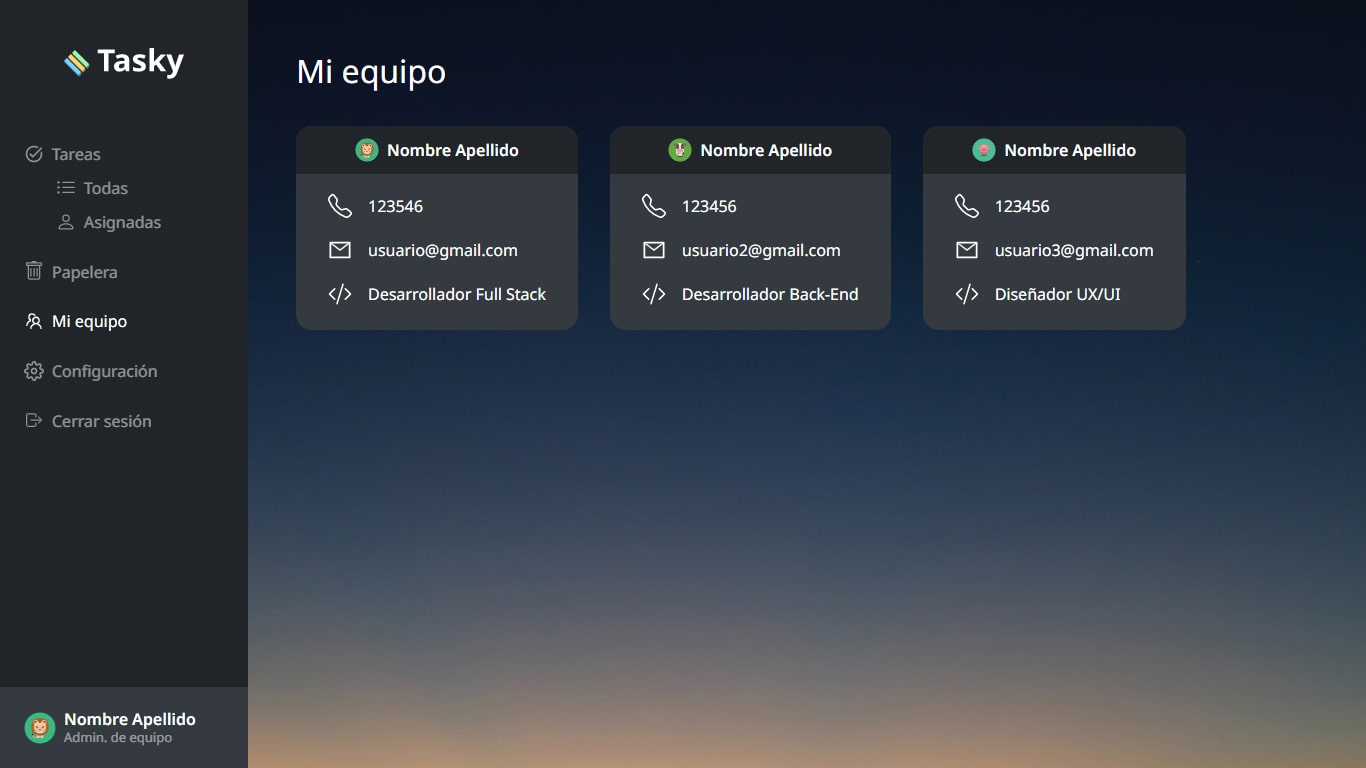 Tasky
Tareas
Todas
Asignadas
Papelera
Mi equipo
Configuración
Cerrar sesión
Nombre Apellido
Admin. de equipo
Mi equipo
Nombre Apellido
123546
usuario@gmail.com
Desarrollador Full Stack
Nombre Apellido
123456
usuario2@gmail.com
Desarrollador Back-End
Nombre Apellido
123456
usuario3@gmail.com
Diseñador UX/UI